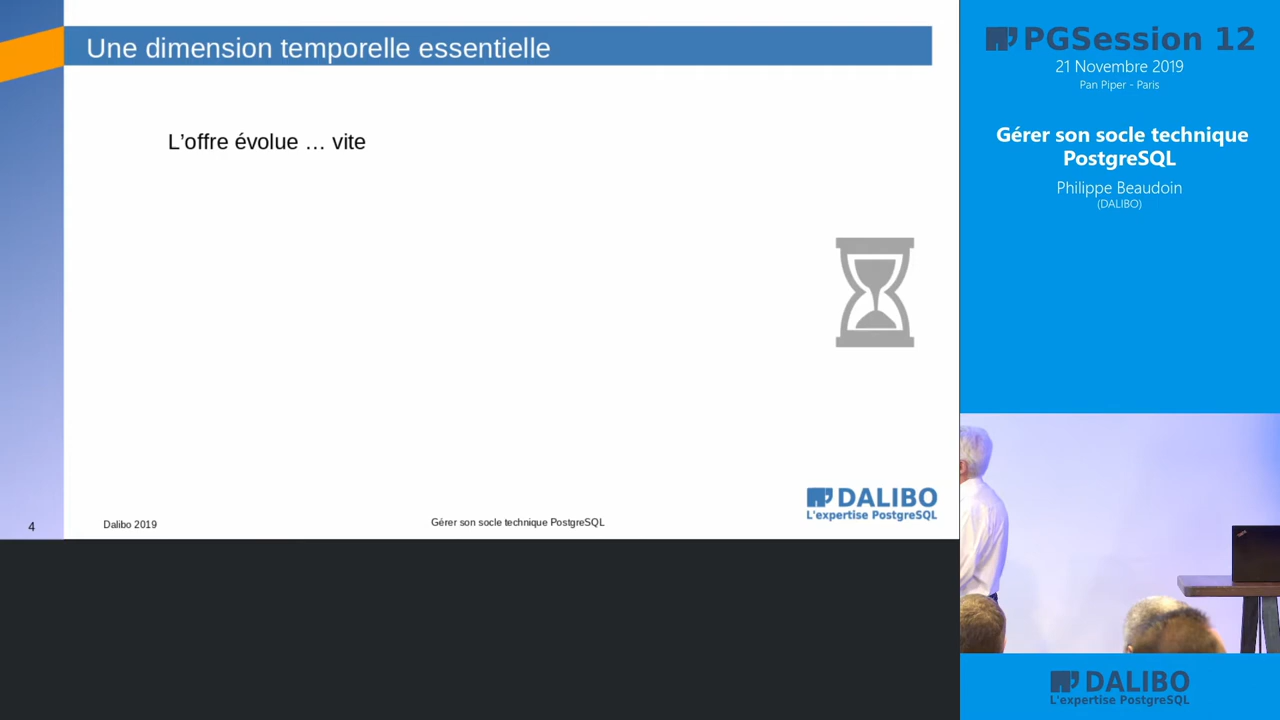 Une dimension temporelle essentielle
L’offre évolue … vite
DALIBO
L'expertise PostgreSQL
4
Dalibo 2019
Gérer son socle technique PostgreSQL
PGSession 12
21 Novembre 2019
Pan Piper - Paris
Gérer son socle technique
PostgreSQL
Philippe Beaudoin
(DALIBO)
DALIBO
L'expertise PostgreSQL